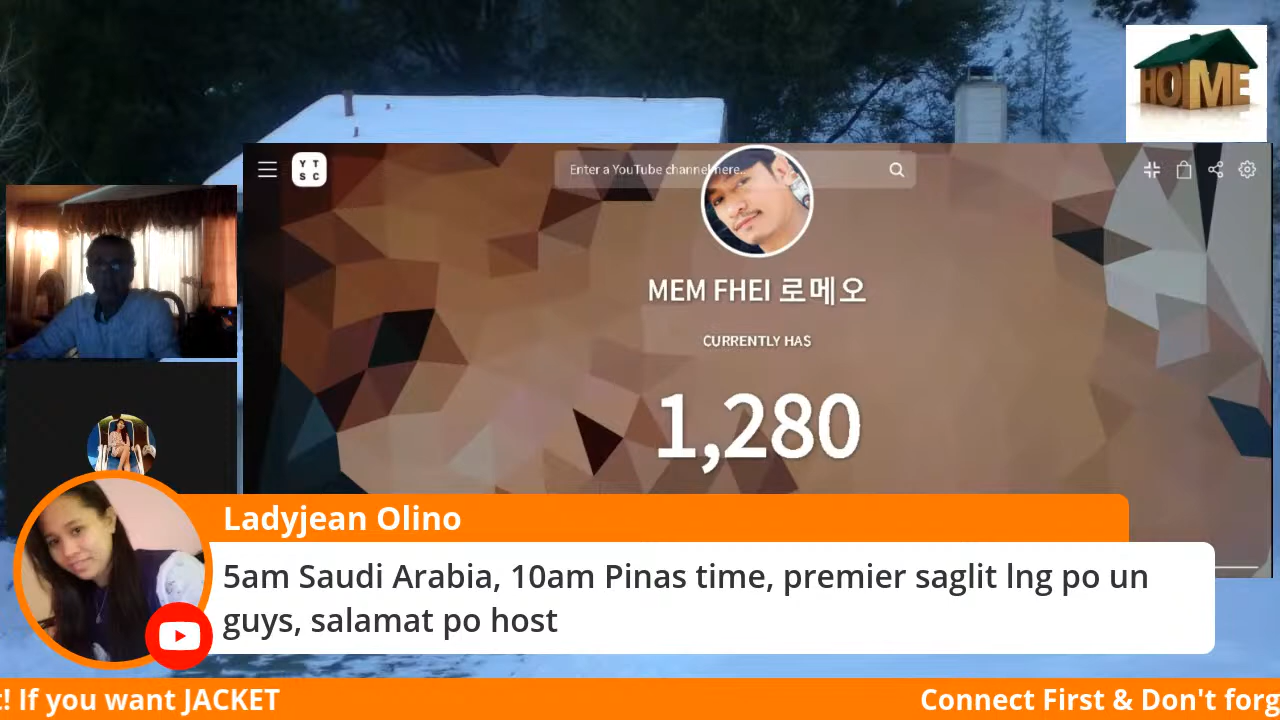 HOME
Y T
S C
Enter a YouTube channel here...
MEM FHEI 로메오
CURRENTLY HAS
1,280
Ladyjean Olino
5am Saudi Arabia, 10am Pinas time, premier saglit lng po un
guys, salamat po host
! If you want JACKET
Connect First & Don't forg